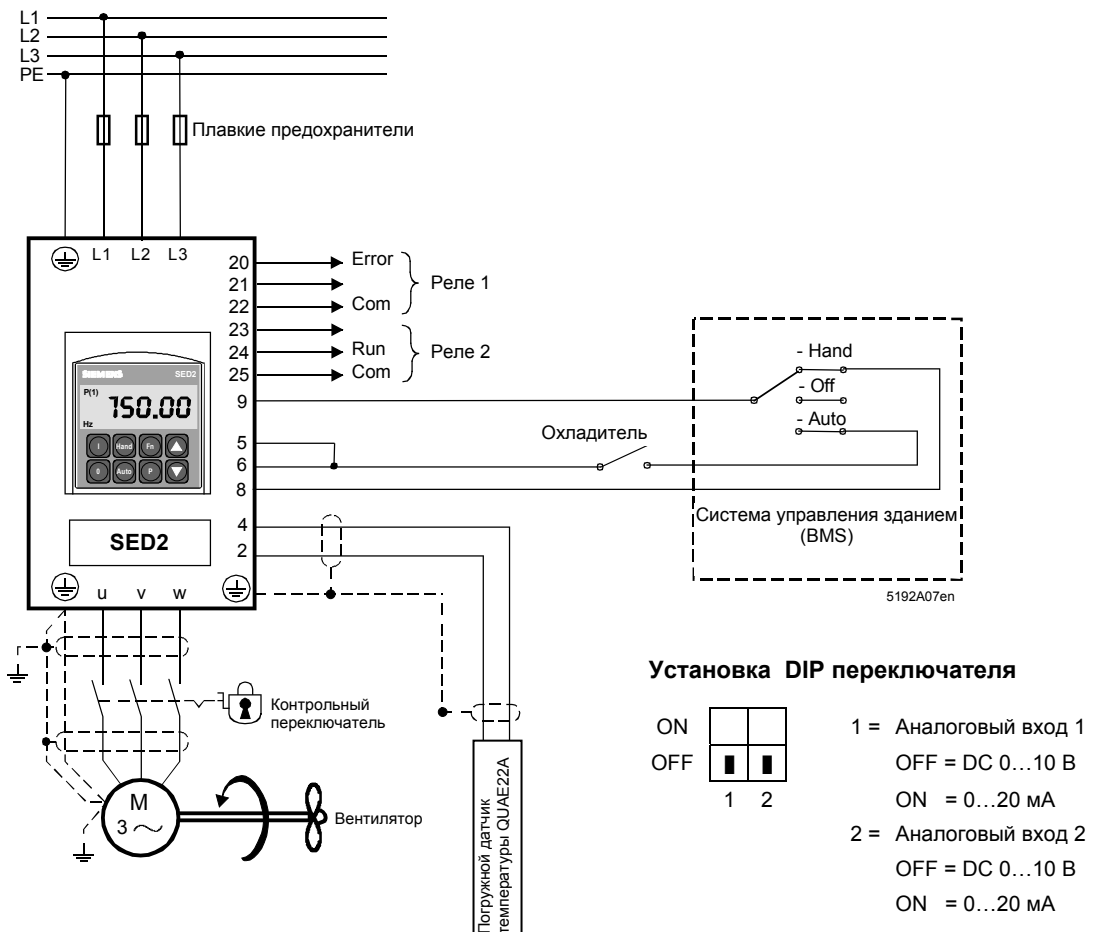 L1
L2
L3
PE
Плавкие предохранители
L1 L2 L3
20
21
22
23
24
25
9
5
6
8
4
2
Error
Com
Реле 1
Run
Com
Реле 2
SIEMENS SED2
P(1)
150.00
Hz
I Hand Fn
0 Auto P
SED2
u v w
- Hand
- Off
- Auto
Охладитель
Система управления зданием
(BMS)
5192A07en
Контрольный
переключатель
M
3
Вентилятор
Погружной датчик
температуры QUAE22A
Установка DIP переключателя
ON
OFF
1 2
1 = Аналоговый вход 1
OFF = DC 0…10 В
ON = 0…20 мА
2 = Аналоговый вход 2
OFF = DC 0…10 В
ON = 0…20 мА